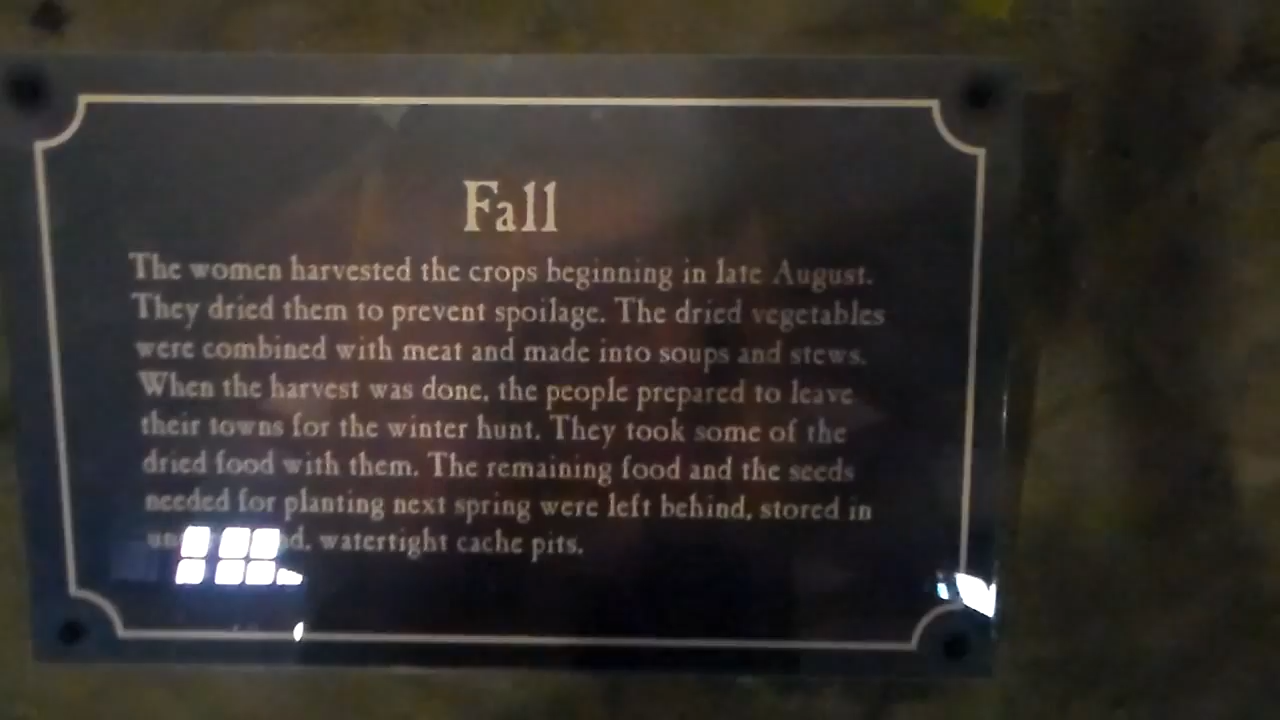 Fall
The women harvested the crops beginning in late August.
They dried them to prevent spoilage. The dried vegetables
were combined with meat and made into soups and stews.
When the harvest was done, the people prepared to leave
their towns for the winter hunt. They took some of the
dried food with them. The remaining food and the seeds
needed for planting next spring were left behind, stored in
watertight cache pits.